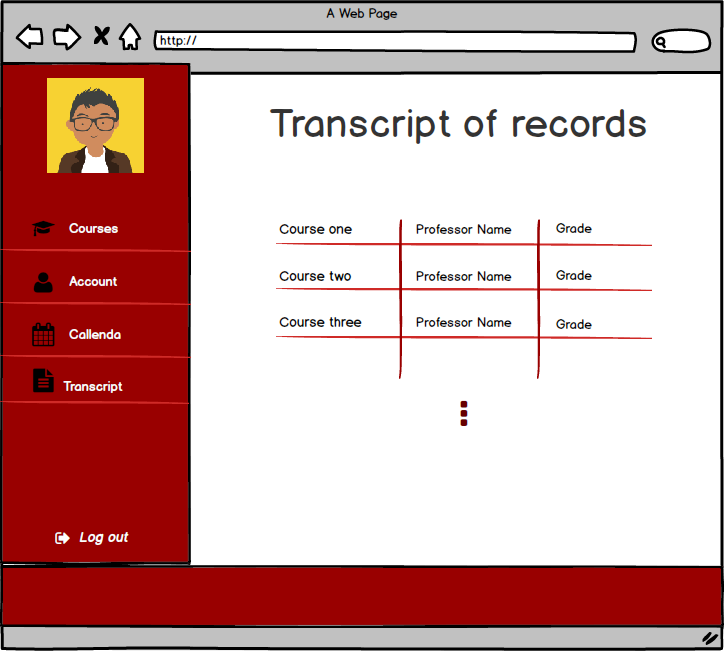 A Web Page
http://
Transcript of records
Courses
Account
Callenda
Transcript
Log out
Course one Professor Name Grade
Course two Professor Name Grade
Course three Professor Name Grade